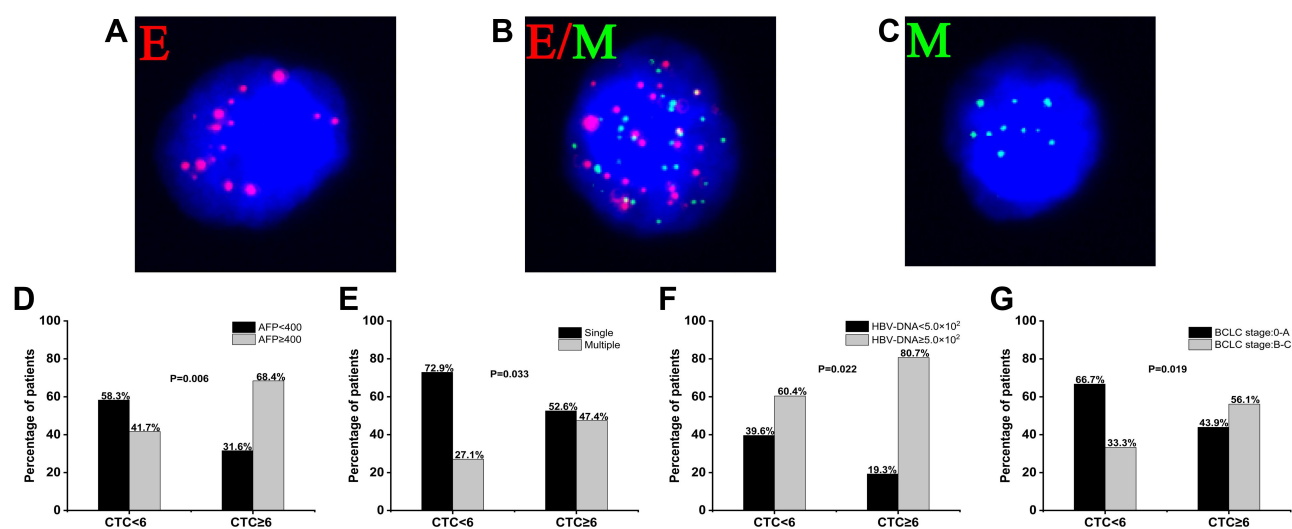 A
E
B
E/M
C
M
D
AFP<400
AFP≥400
P=0.006
Percentage of patients
100
80
60
40
20
0
58.3%
41.7%
31.6%
68.4%
CTC<6
CTC≥6
E
Single
Multiple
P=0.033
Percentage of patients
100
80
60
40
20
0
72.9%
27.1%
52.6%
47.4%
CTC<6
CTC≥6
F
HBV-DNA<5.0×10²
HBV-DNA≥5.0×10²
P=0.022
Percentage of patients
100
80
60
40
20
0
39.6%
60.4%
19.3%
80.7%
CTC<6
CTC≥6
G
BCLC stage:0-A
BCLC stage:B-C
P=0.019
Percentage of patients
100
80
60
40
20
0
66.7%
33.3%
43.9%
56.1%
CTC<6
CTC≥6